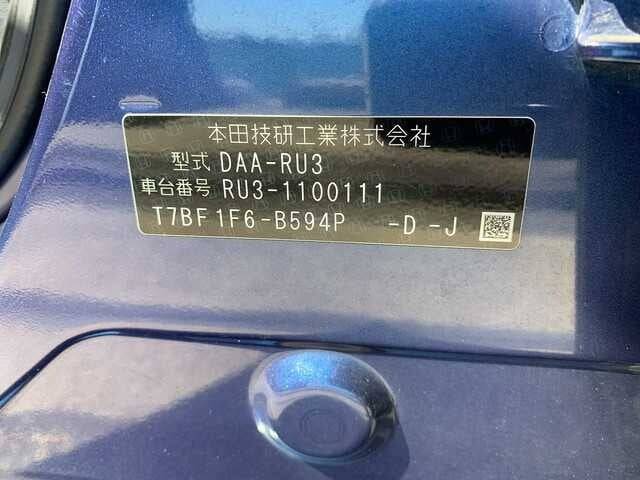 本田技研工業株式会社
型式 DAA-RU3
車台番号 RU3-1100111
T7BF1F6-B594P -D-J